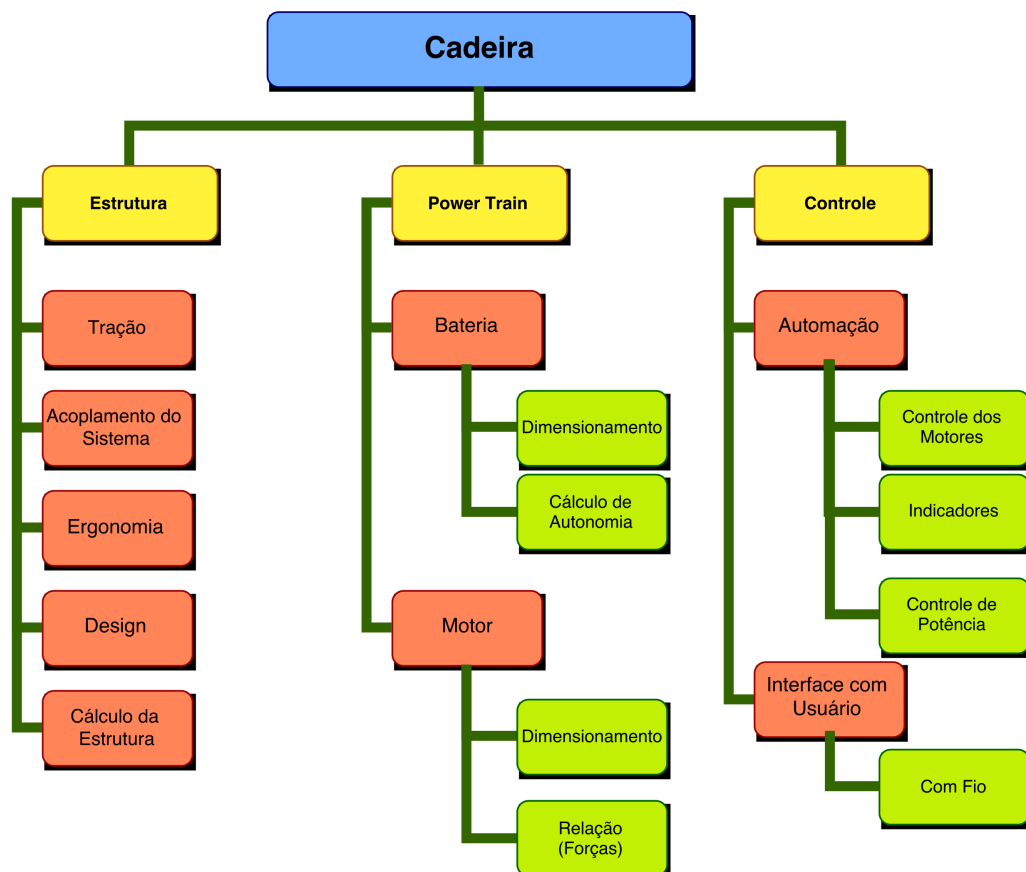 Cadeira
Estrutura
Power Train
Controle
Tração
Acoplamento do
Sistema
Ergonomia
Design
Cálculo da
Estrutura
Bateria
Dimensionamento
Cálculo de
Autonomia
Motor
Dimensionamento
Relação
(Forças)
Automação
Controle dos
Motores
Indicadores
Controle de
Potência
Interface com
Usuário
Com Fio